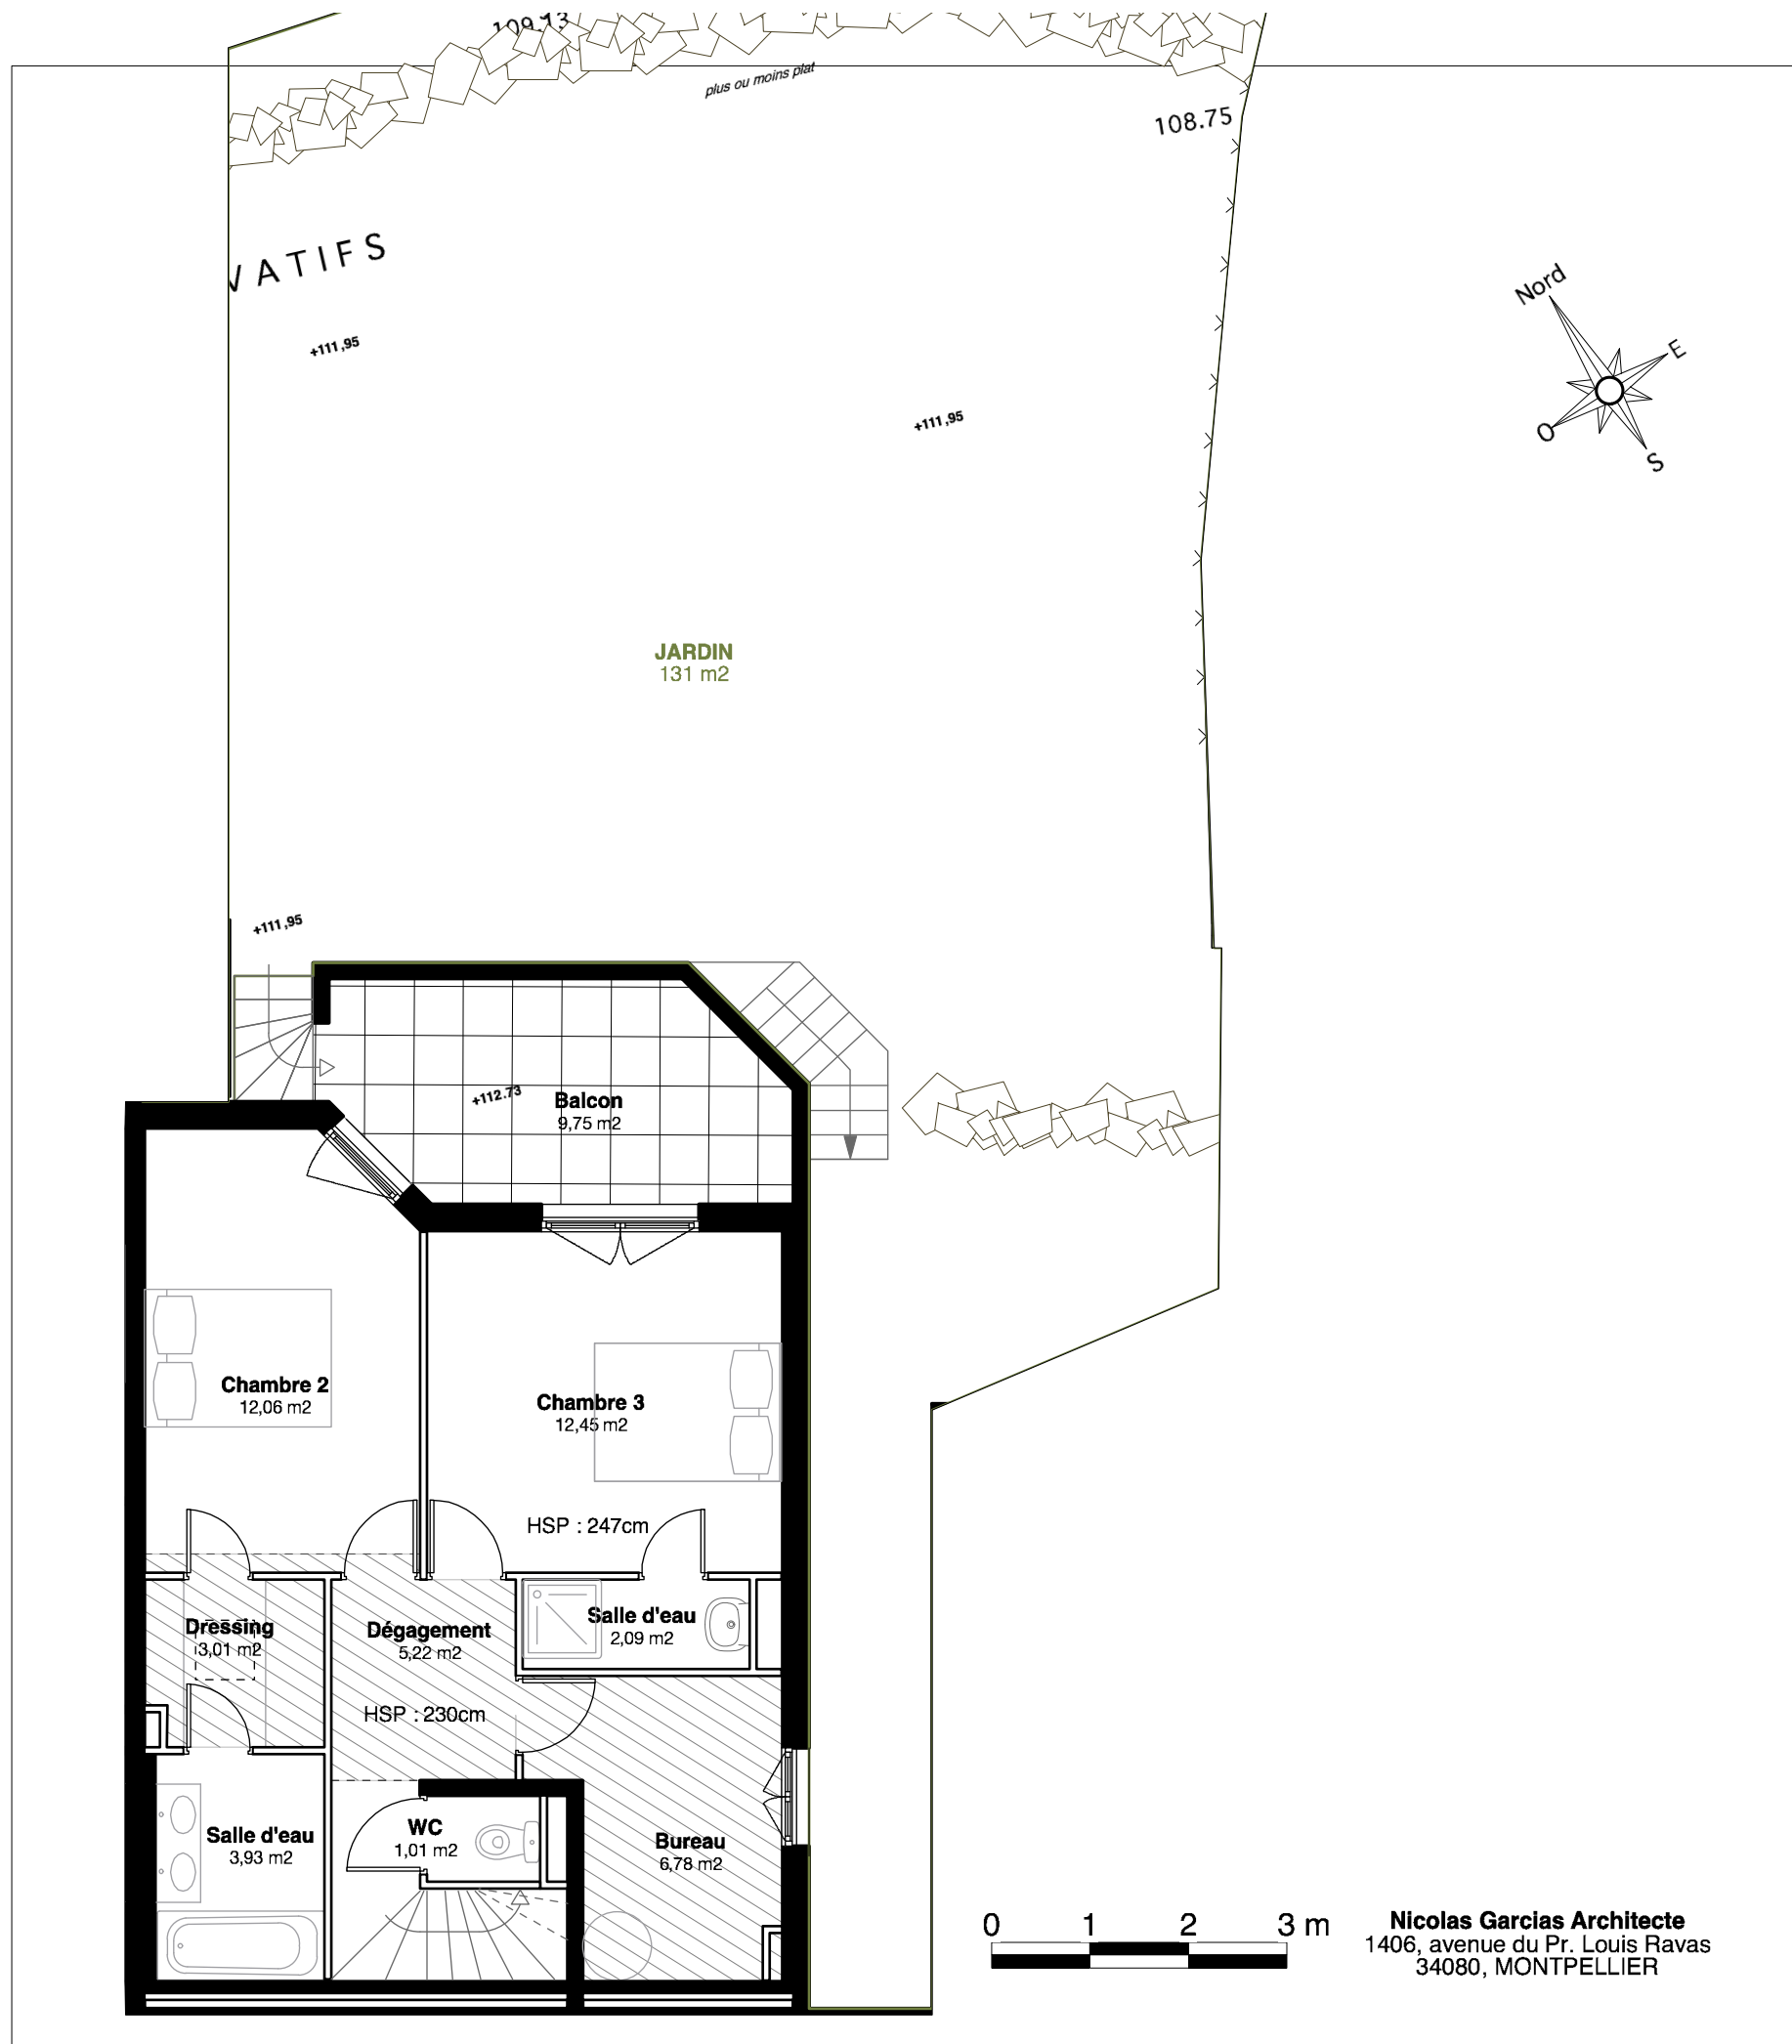 109.13
plus ou moins plat
108.75
VATIFS
Nord
E
O
S
+111,95
+111,95
JARDIN
131 m2
+111,95
+112.73
Balcon
9,75 m2
Chambre 2
12,06 m2
Chambre 3
12,45 m2
HSP : 247cm
Dressing
3,01 m2
Dégagement
5,22 m2
Salle d'eau
2,09 m2
HSP : 230cm
WC
1,01 m2
Salle d'eau
3,93 m2
Bureau
6,78 m2
0 1 2 3 m
Nicolas Garcias Architecte
1406, avenue du Pr. Louis Ravas
34080, MONTPELLIER